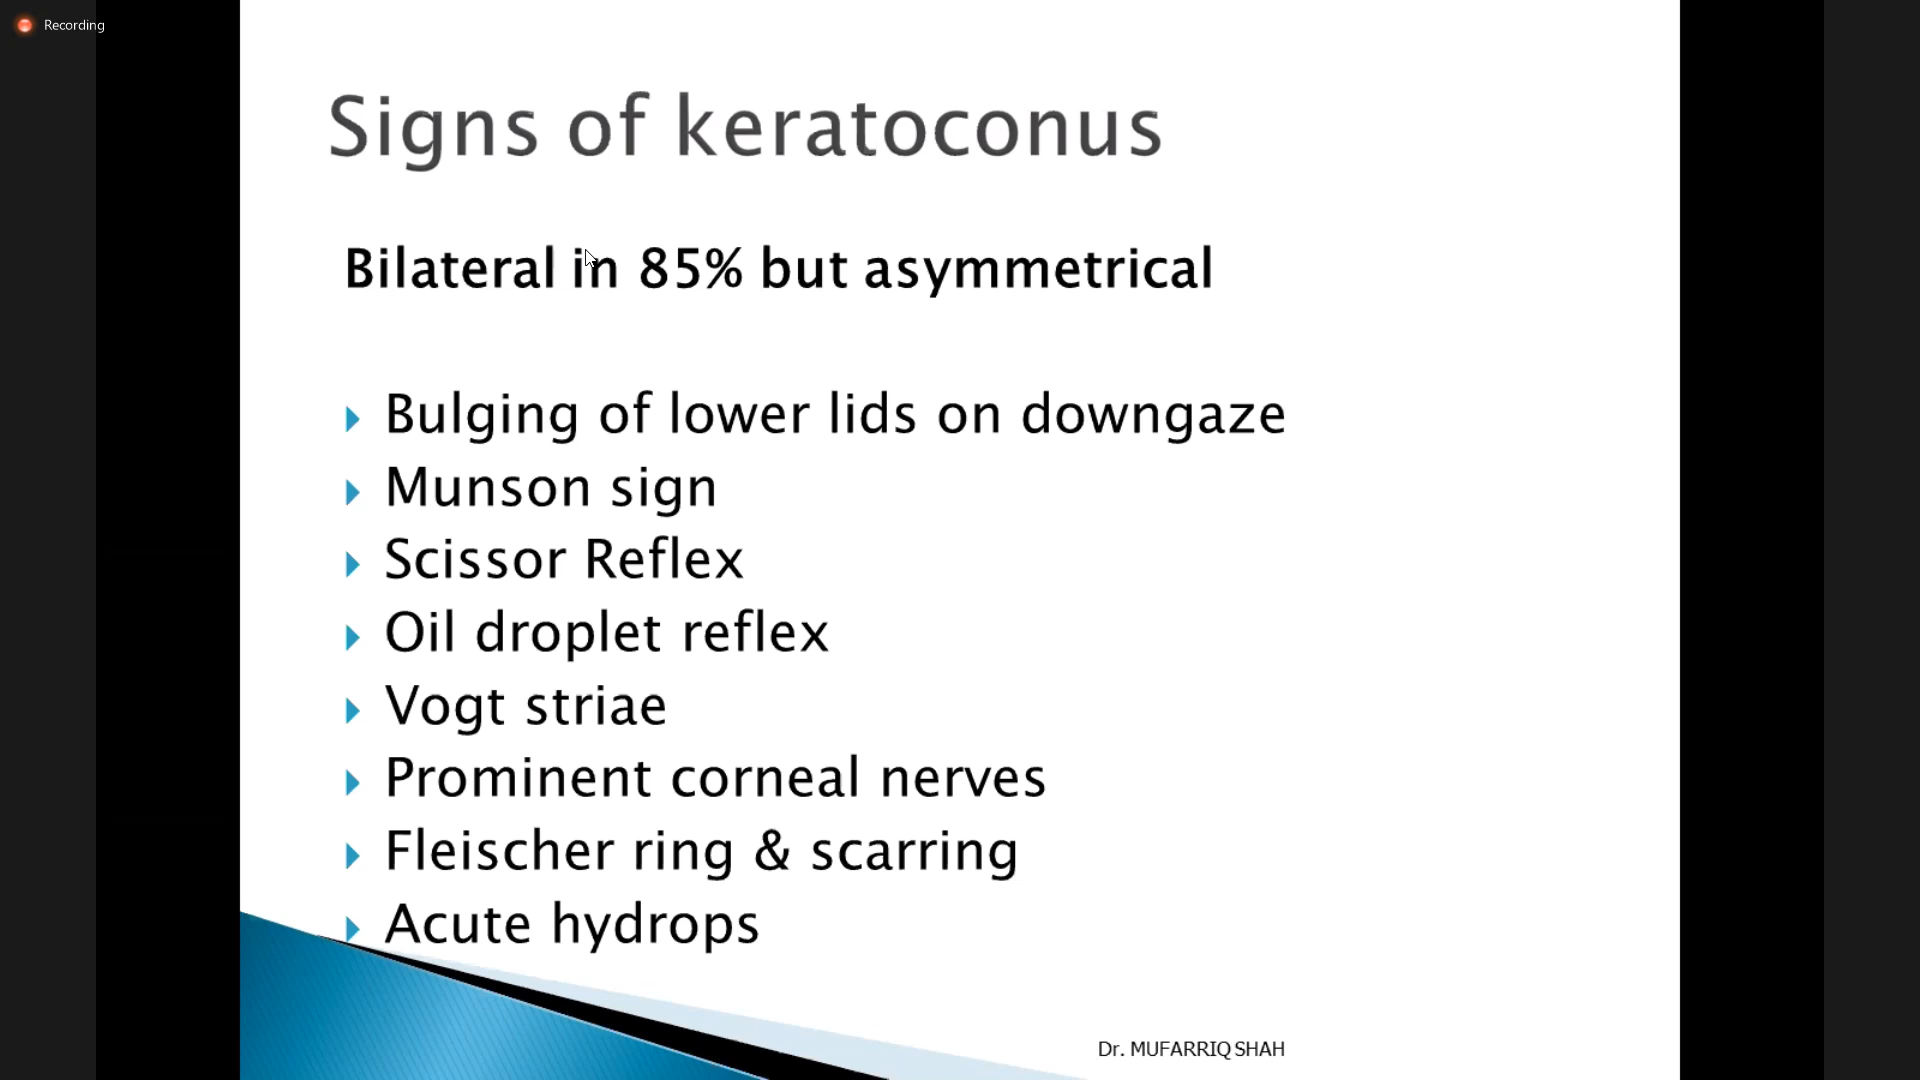 Recording
Signs of keratoconus
Bilateral in 85% but asymmetrical
Bulging of lower lids on downgaze
Munson sign
Scissor Reflex
Oil droplet reflex
Vogt striae
Prominent corneal nerves
Fleischer ring & scarring
Acute hydrops
Dr. MUFARRIQ SHAH